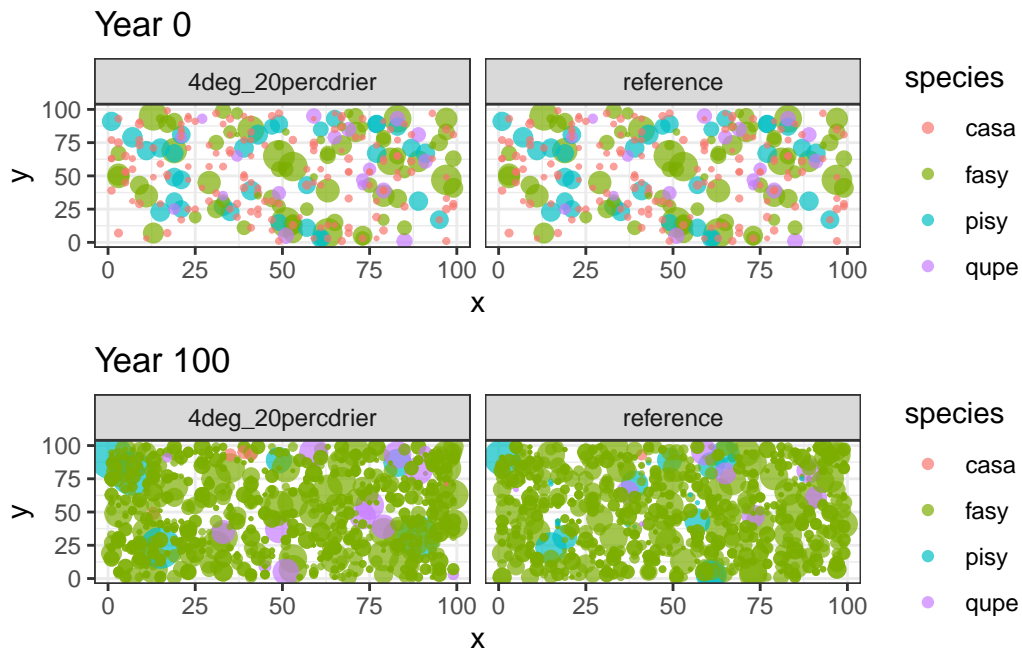 Year 0
4deg_20percdrier reference
species
casa
fasy
pisy
qupe
100
75
50
25
0
y
0 25 50 75 100 0 25 50 75 100
x
Year 100
4deg_20percdrier reference
species
casa
fasy
pisy
qupe
100
75
50
25
0
y
0 25 50 75 100 0 25 50 75 100
x